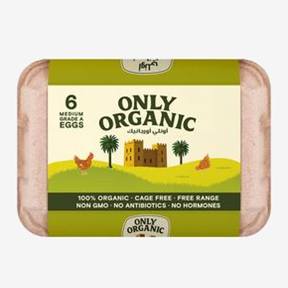 6
MEDIUM
GRADE A
EGGS
ONLY
ORGANIC
أونلي أورجانيك
100% ORGANIC · CAGE FREE · FREE RANGE
NON GMO · NO ANTIBIOTICS · NO HORMONES
ONLY
ORGANIC